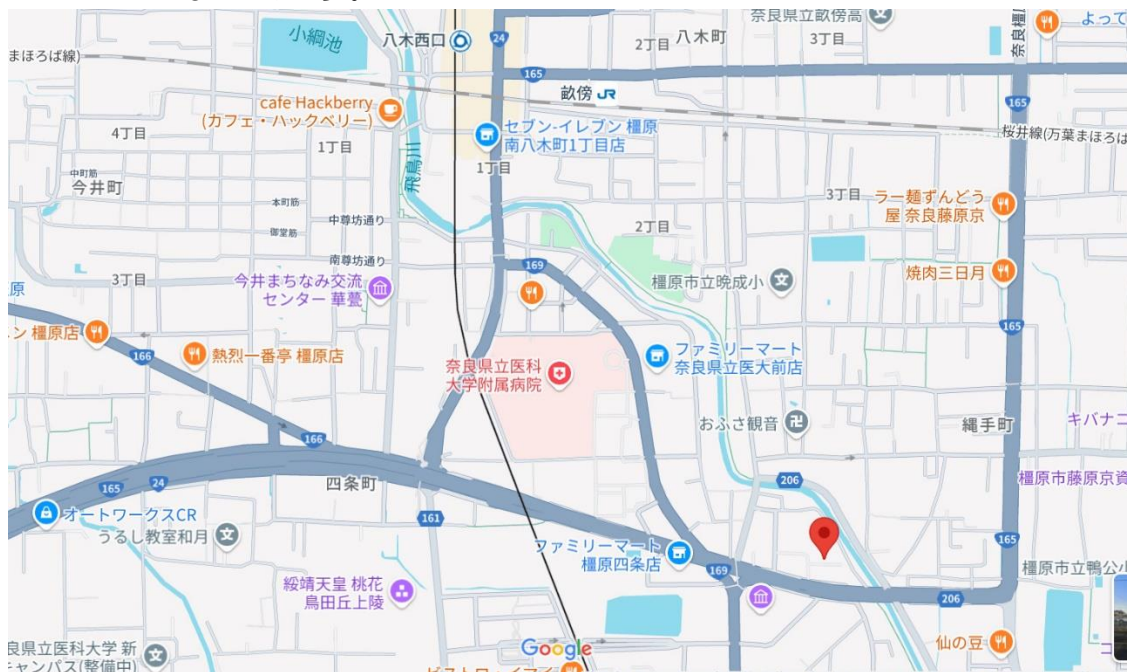 奈良県立畝傍高
よって
小綱池
八木西口
24
2丁目
八木町
3丁目
奈良橿原
まほろば線)
165
畝傍 JR
165
cafe Hackberry
(カフェ・ハックベリー)
セブン-イレブン 橿原
南八木町1丁目店
桜井線(万葉まほろば
4丁目
1丁目
飛鳥川
1丁目
中町筋
今井町
本町筋
中尊坊通り
御堂筋
南尊坊通り
3丁目
2丁目
3丁目
ラー麺ずんどう
屋 奈良藤原京
焼肉三日月
169
今井まちなみ交流
センター 華甍
橿原市立晩成小
原
ン 橿原店
166
熱烈一番亭 橿原店
奈良県立医科
大学附属病院
ファミリーマート
奈良県立医大前店
165
おふさ観音
縄手町
キバナコ
166
165
24
四条町
206
橿原市藤原京資
161
オートワークスCR
うるし教室和月
ファミリーマート
橿原四条店
169
165
206
橿原市立鴨公小
綏靖天皇 桃花
鳥田丘上陵
良県立医科大学 新
キャンパス(整備中)
Google
仙の豆